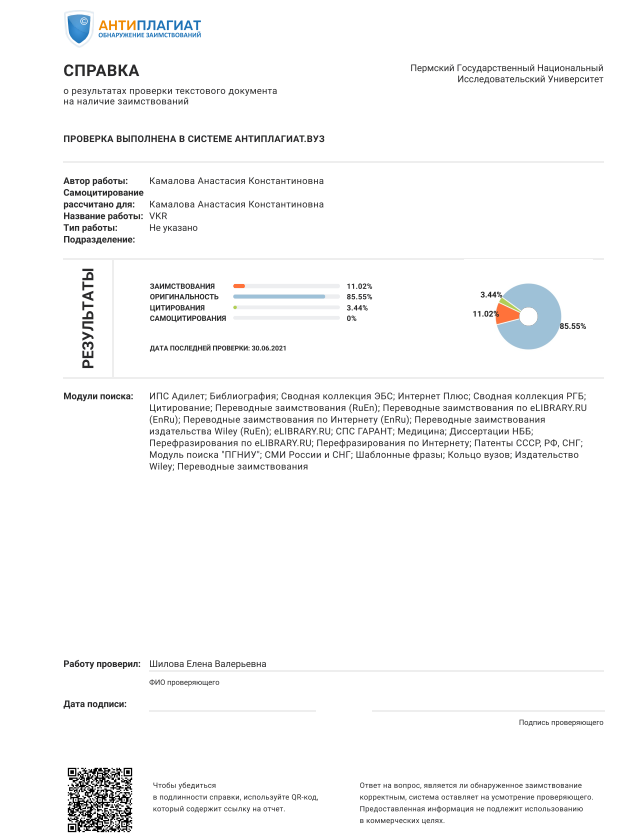 ©
АНТИПЛАГИАТ
ОБНАРУЖЕНИЕ ЗАИМСТВОВАНИЙ
СПРАВКА
о результатах проверки текстового документа
на наличие заимствований
Пермский Государственный Национальный
Исследовательский Университет
ПРОВЕРКА ВЫПОЛНЕНА В СИСТЕМЕ АНТИПЛАГИАТ.ВУЗ
Автор работы: Камалова Анастасия Константиновна
Самоцитирование
рассчитано для: Камалова Анастасия Константиновна
Название работы: VKR
Тип работы: Не указано
Подразделение:
РЕЗУЛЬТАТЫ
ЗАИМСТВОВАНИЯ 11.02%
ОРИГИНАЛЬНОСТЬ 85.55%
ЦИТИРОВАНИЯ 3.44%
САМОЦИТИРОВАНИЯ 0%
ДАТА ПОСЛЕДНЕЙ ПРОВЕРКИ: 30.06.2021
3.44%
11.02%
85.55%
Модули поиска: ИПС Адилет; Библиография; Сводная коллекция ЭБС; Интернет Плюс; Сводная коллекция РГБ;
Цитирование; Переводные заимствования (RuEn); Переводные заимствования по eLIBRARY.RU
(EnRu); Переводные заимствования по Интернету (EnRu); Переводные заимствования
издательства Wiley (RuEn); eLIBRARY.RU; СПС ГАРАНТ; Медицина; Диссертации НББ;
Перефразирования по eLIBRARY.RU; Перефразирования по Интернету; Патенты СССР, РФ, СНГ;
Модуль поиска "ПГНИУ"; СМИ России и СНГ; Шаблонные фразы; Кольцо вузов; Издательство
Wiley; Переводные заимствования
Работу проверил: Шилова Елена Валерьевна
ФИО проверяющего
Дата подписи:
Подпись проверяющего
Чтобы убедиться
в подлинности справки, используйте QR-код,
который содержит ссылку на отчет.
Ответ на вопрос, является ли обнаруженное заимствование
корректным, система оставляет на усмотрение проверяющего.
Предоставленная информация не подлежит использованию
в коммерческих целях.